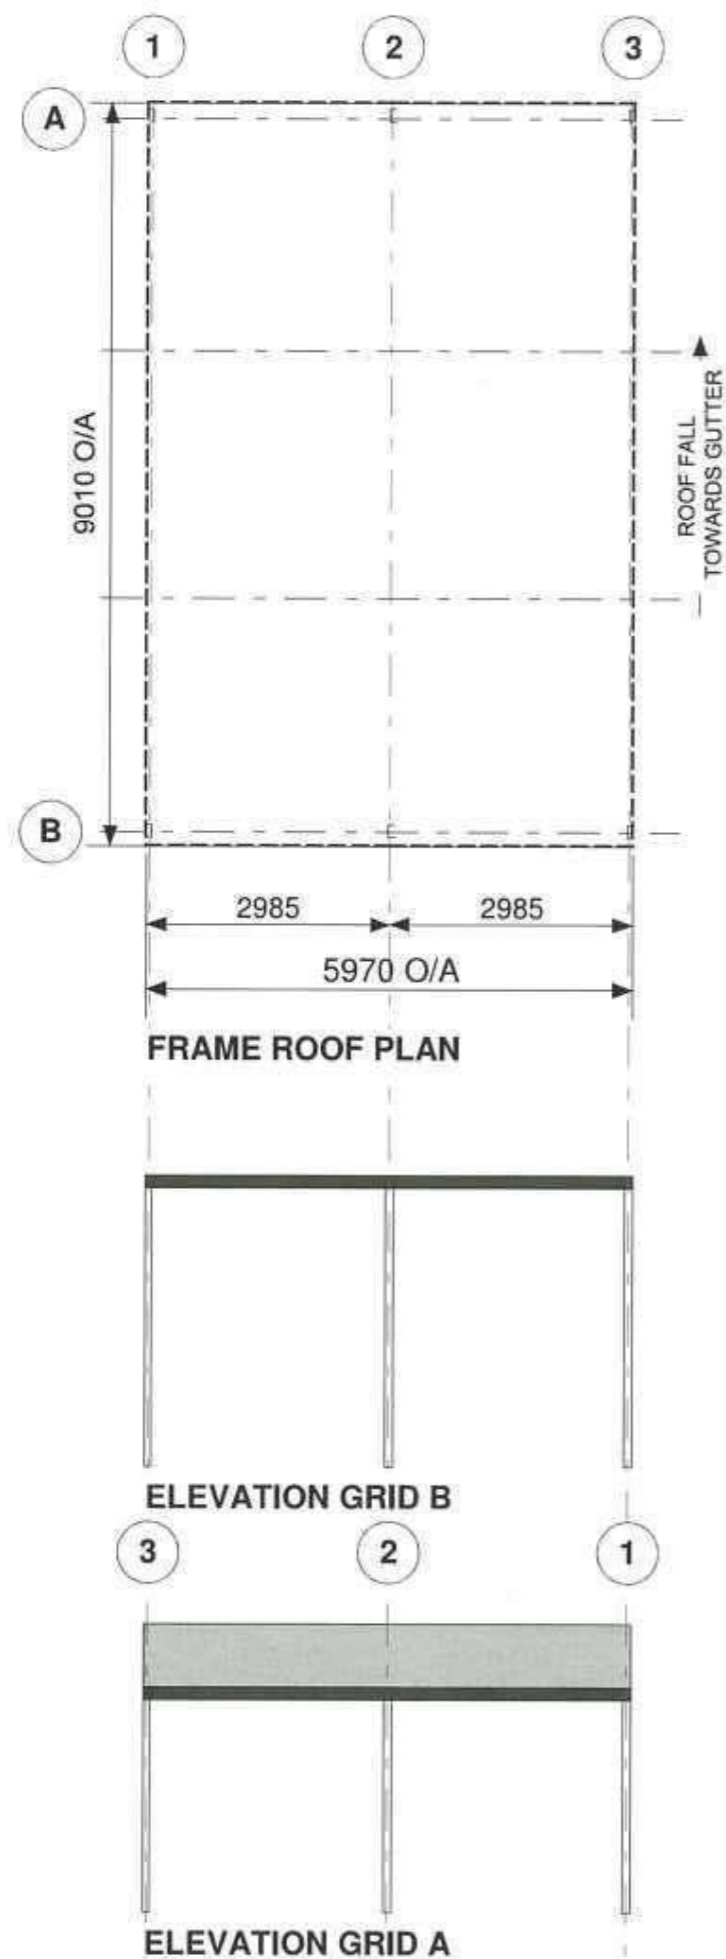 1 2 3
A
9010 O/A
ROOF FALL
TOWARDS GUTTER
B
2985 2985
5970 O/A
FRAME ROOF PLAN
ELEVATION GRID B
3 2 1
ELEVATION GRID A